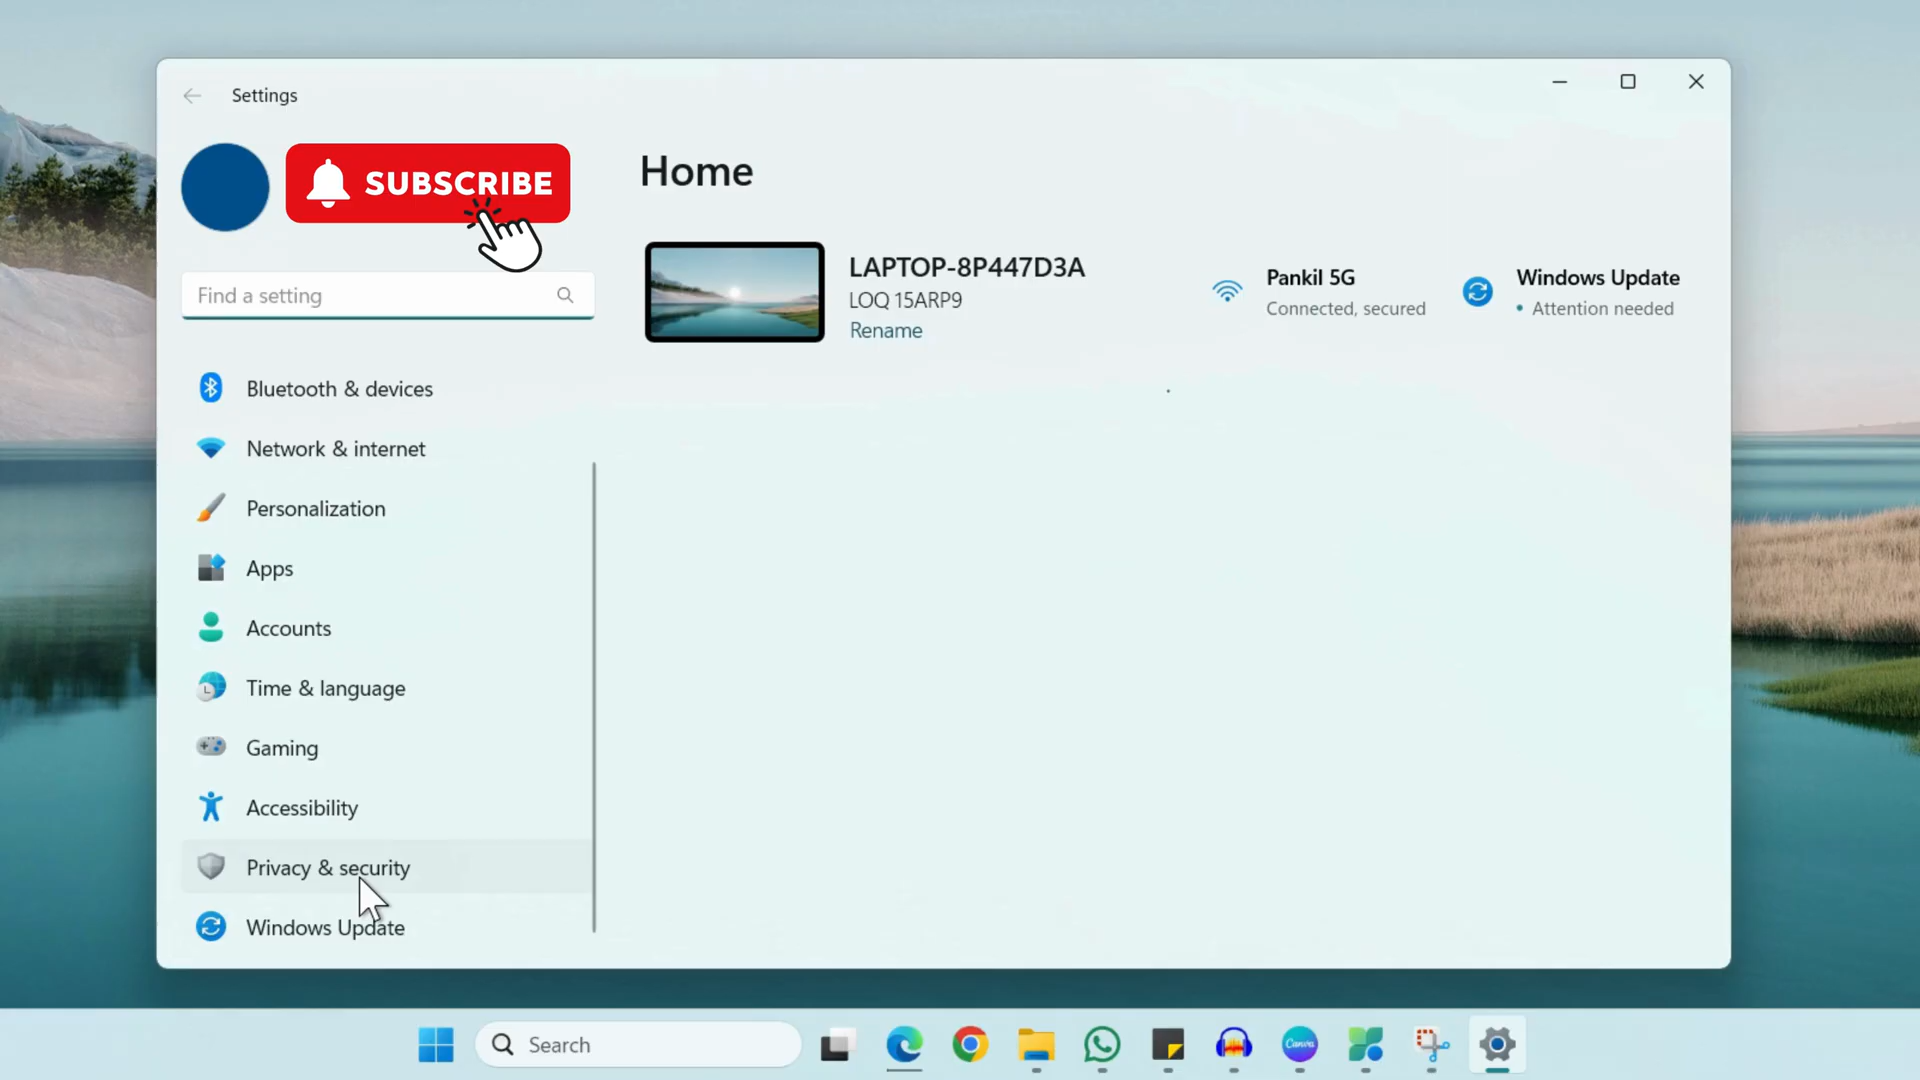 Settings
SUBSCRIBE
Find a setting
Bluetooth & devices
Network & internet
Personalization
Apps
Accounts
Time & language
Gaming
Accessibility
Privacy & security
Windows Update
Home
LAPTOP-8P447D3A
LOQ 15ARP9
Rename
Pankil 5G
Connected, secured
Windows Update
• Attention needed
Search
Canva